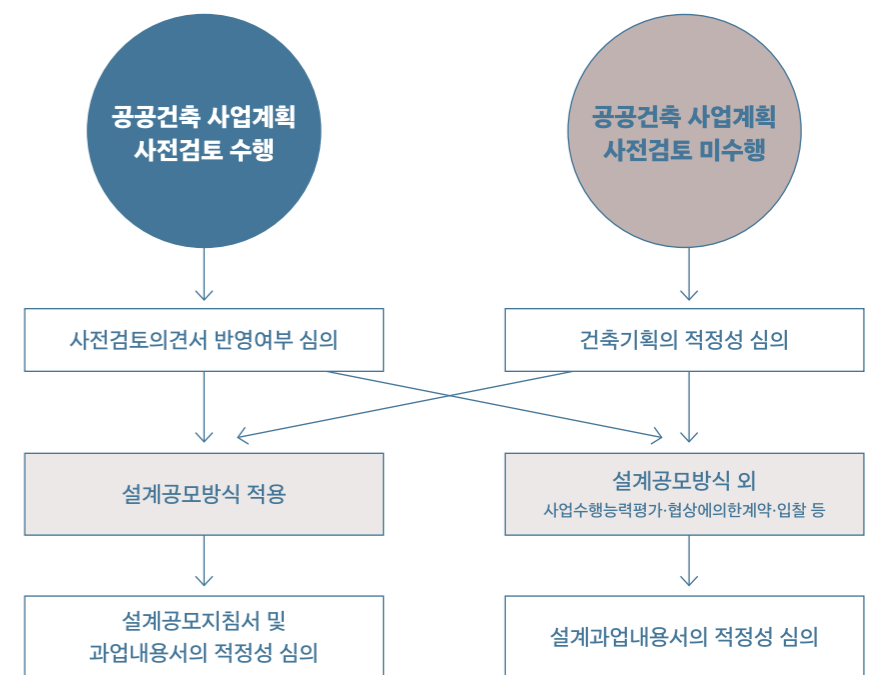 공공건축 사업계획
사전검토 수행
공공건축 사업계획
사전검토 미수행
사전검토의견서 반영여부 심의
건축기획의 적정성 심의
설계공모방식 적용
설계공모방식 외
사업수행능력평가·협상에의한계약·입찰 등
설계공모지침서 및
과업내용서의 적정성 심의
설계과업내용서의 적정성 심의